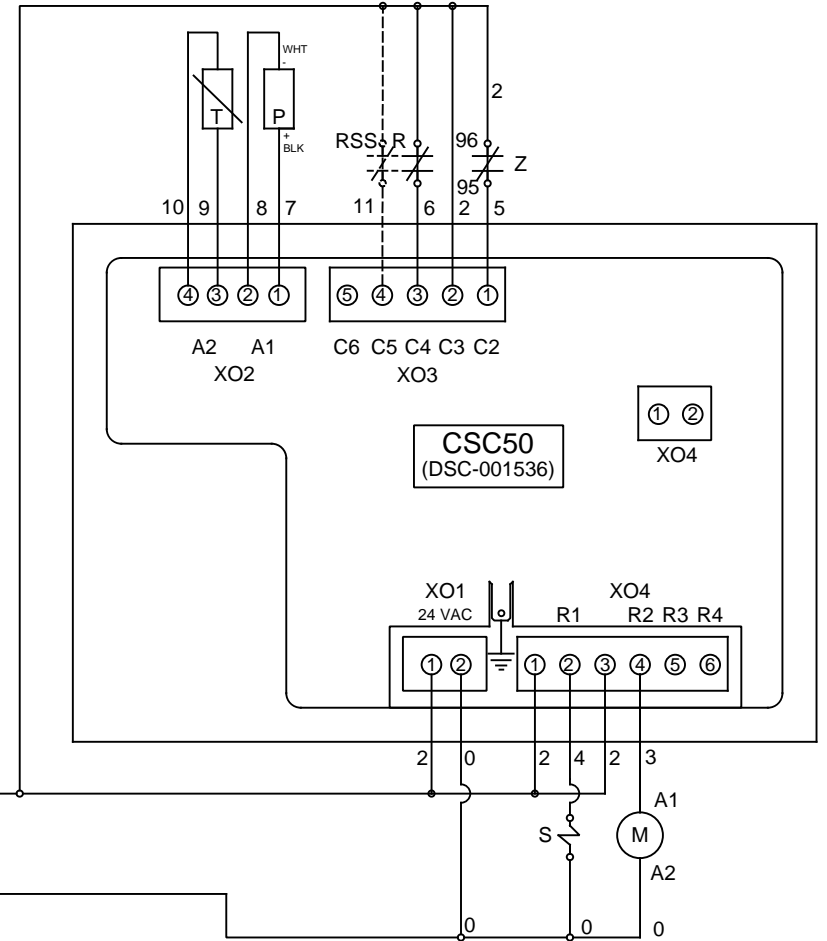 WHT
-
2
T P
+
BLK
RSS R 96 Z
95
10 9 8 7 11 6 2 5
4 3 2 1 5 4 3 2 1
A2 A1 C6 C5 C4 C3 C2
XO2 XO3
1 2
XO4
CSC50
(DSC-001536)
XO1 XO4
24 VAC R1 R2 R3 R4
1 2 1 2 3 4 5 6
2 0 2 4 2 3
A1
S M
A2
0 0 0